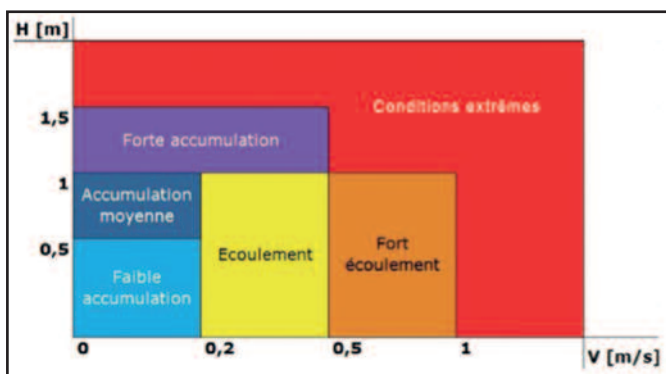 H [m]
Conditions extrêmes
1,5
Forte accumulation
1
Accumulation
moyenne
0,5
Ecoulement
Fort
écoulement
Faible
accumulation
0
0,2
0,5
1
V [m/s]